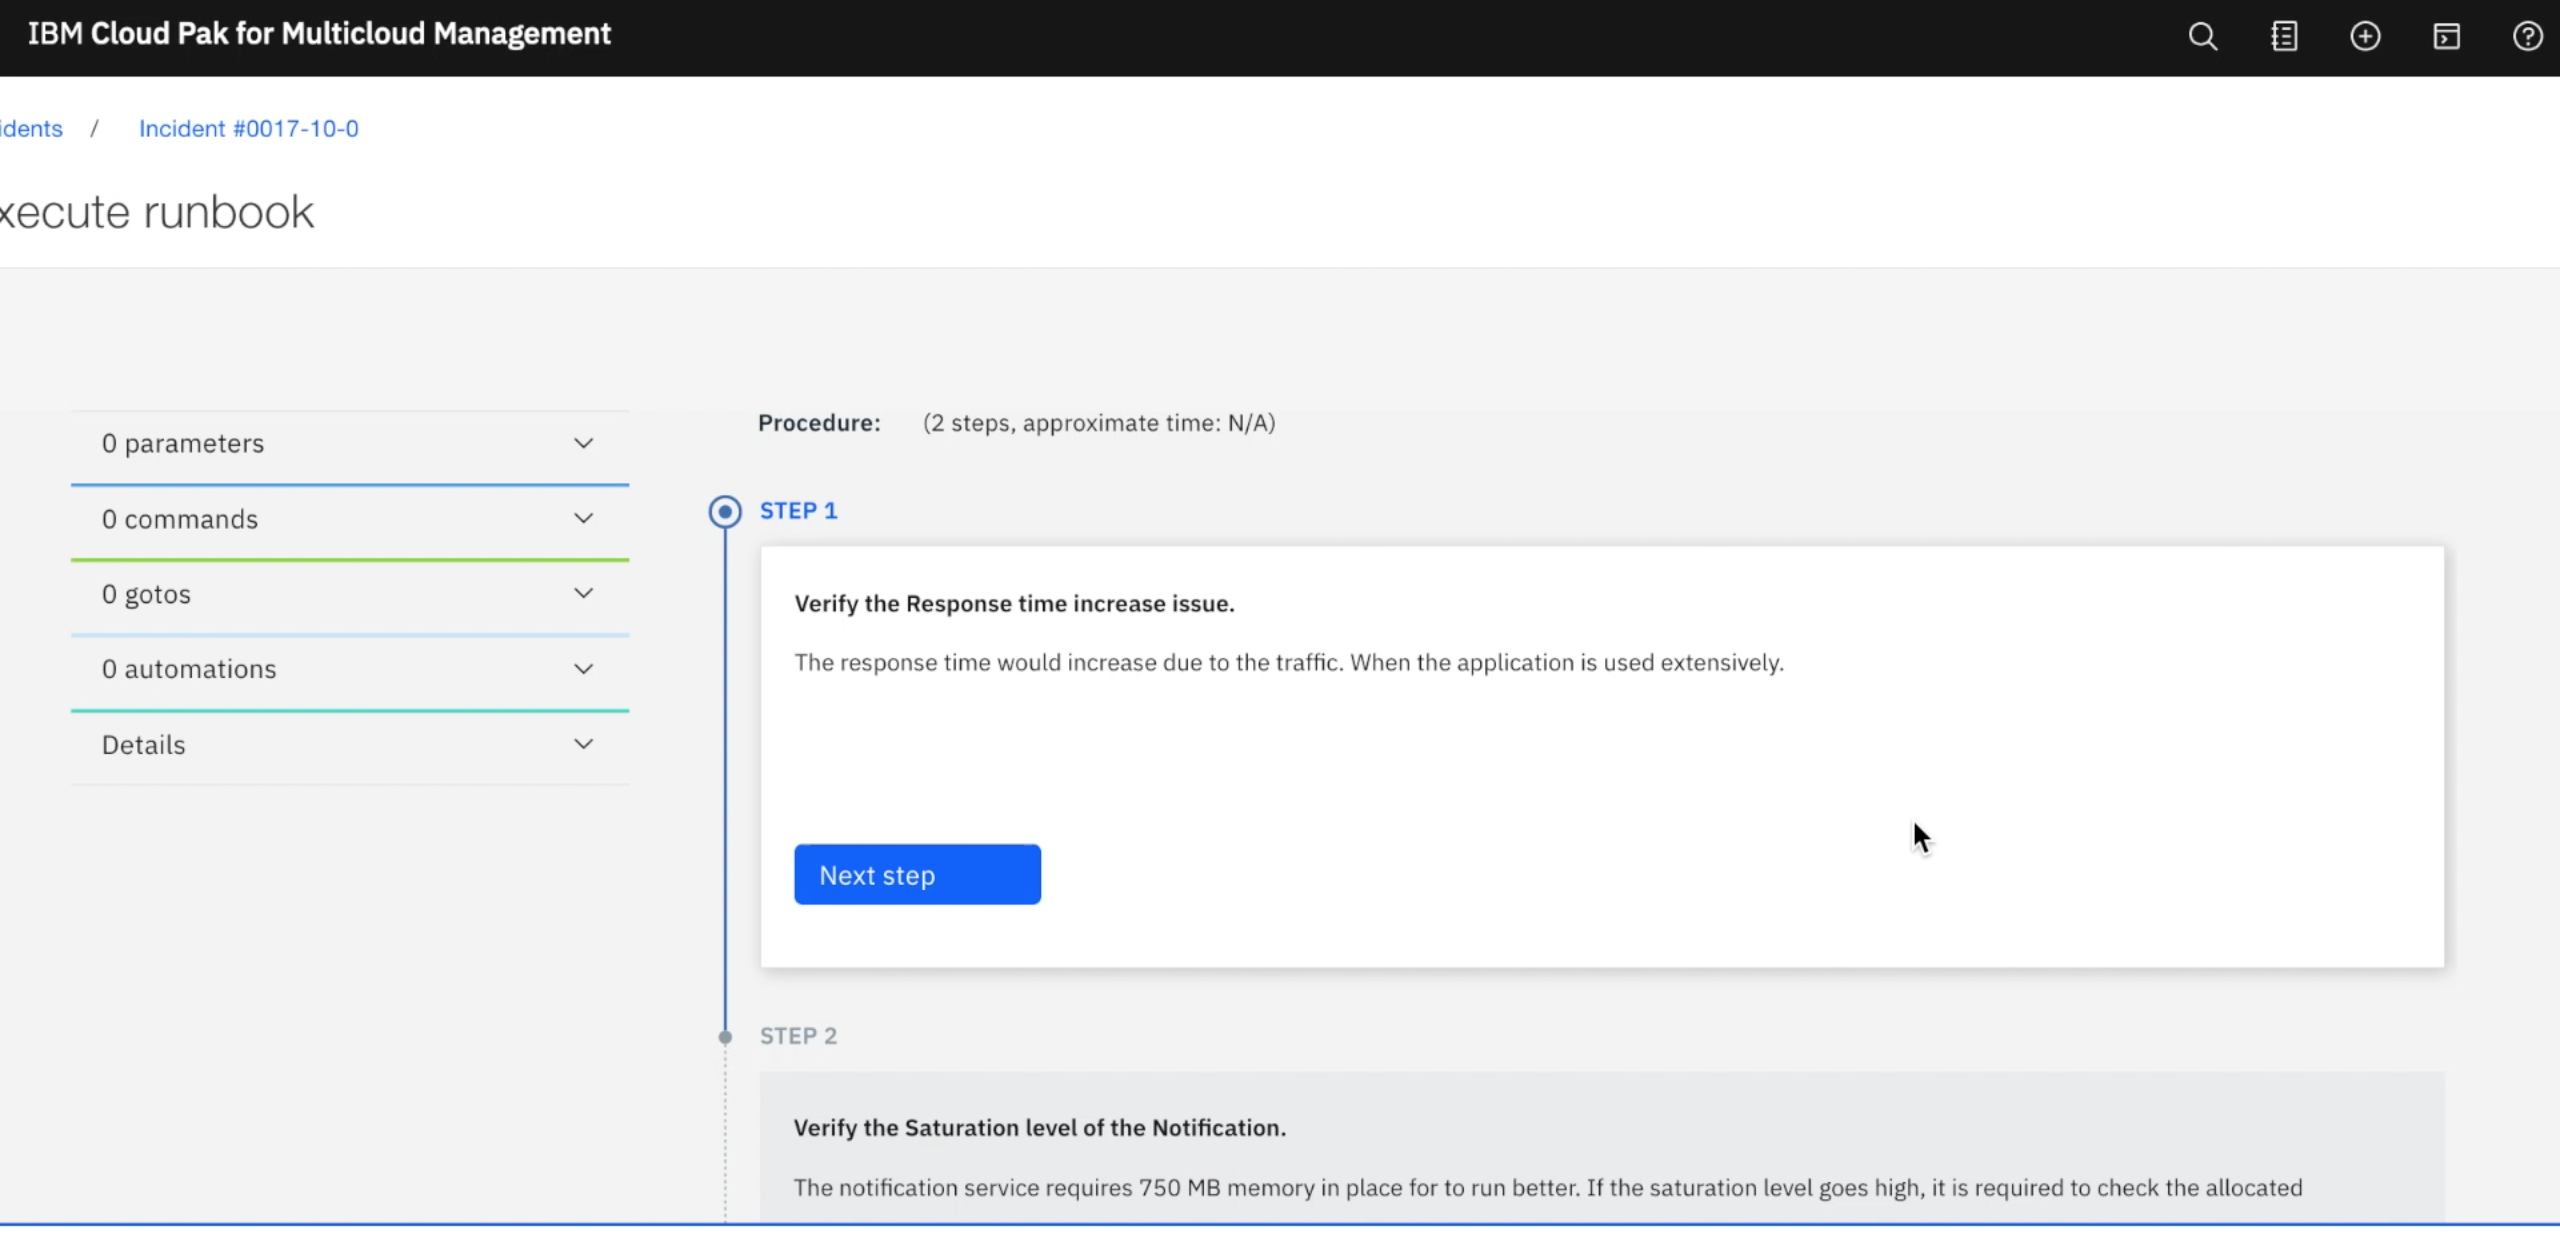 IBM Cloud Pak for Multicloud Management
idents / Incident #0017-10-0
xecute runbook
0 parameters
0 commands
0 gotos
0 automations
Details
Procedure: (2 steps, approximate time: N/A)
STEP 1
Verify the Response time increase issue.
The response time would increase due to the traffic. When the application is used extensively.
Next step
STEP 2
Verify the Saturation level of the Notification.
The notification service requires 750 MB memory in place for to run better. If the saturation level goes high, it is required to check the allocated